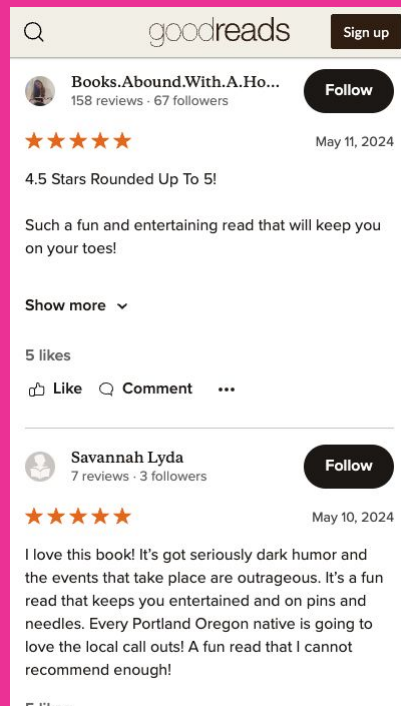 goodreads
Sign up
Books.Abound.With.A.Ho...
158 reviews · 67 followers
Follow
May 11, 2024
4.5 Stars Rounded Up To 5!
Such a fun and entertaining read that will keep you
on your toes!
Show more
5 likes
Like Comment
Savannah Lyda
7 reviews · 3 followers
Follow
May 10, 2024
I love this book! It's got seriously dark humor and
the events that take place are outrageous. It's a fun
read that keeps you entertained and on pins and
needles. Every Portland Oregon native is going to
love the local call outs! A fun read that I cannot
recommend enough!